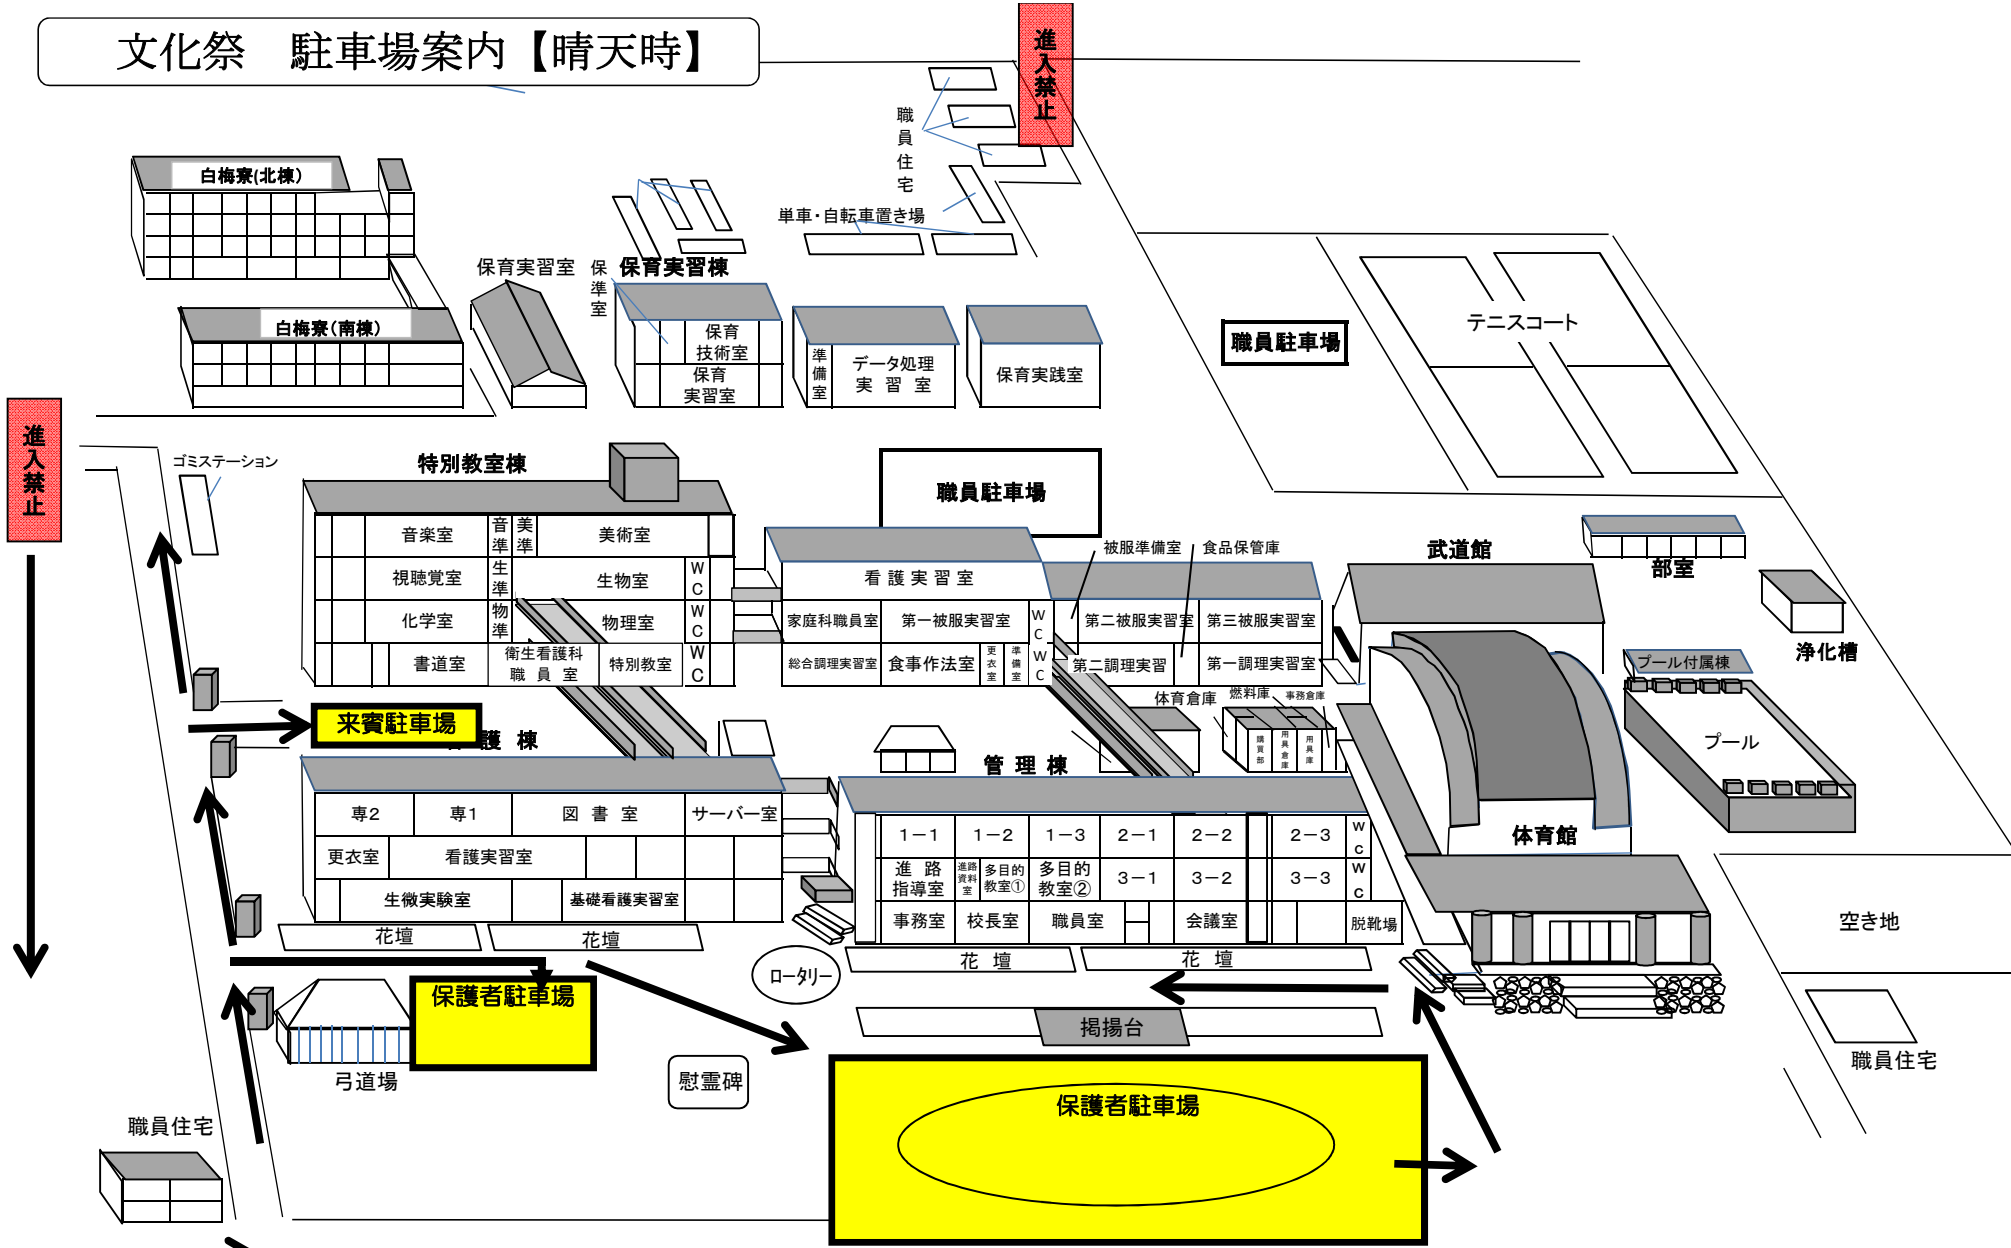 文化祭　駐車場案内【晴天時】
進入禁止
職員住宅
白梅寮(北棟)
単車・自転車置き場
保育実習室
保準室
保育実習棟
白梅寮(南棟)
保育
技術室
保育
実習室
準備室
データ処理
実習室
保育実践室
職員駐車場
テニスコート
進入禁止
ゴミステーション
特別教室棟
職員駐車場
音楽室
音準
美準
美術室
視聴覚室
生準
生物室
WC
化学室
物準
物理室
WC
書道室
衛生看護科
職員室
特別教室
WC
被服準備室
食品保管庫
看護実習室
家庭科職員室
第一被服実習室
WC
第二被服実習室
第三被服実習室
総合調理実習室
食事作法室
更衣室
準備室
WC
第二調理実習
第一調理実習室
武道館
部室
浄化槽
プール付属棟
プール
体育倉庫
燃料庫
事務倉庫
購買部
用具倉庫
用具庫
来賓駐車場
護棟
管理棟
専2
専1
図書室
サーバー室
更衣室
看護実習室
生微実験室
基礎看護実習室
1－1
1－2
1－3
2－1
2－2
2－3
WC
進路
指導室
進路資料室
多目的
教室①
多目的
教室②
3－1
3－2
3－3
WC
事務室
校長室
職員室
会議室
脱靴場
体育館
空き地
花壇
花壇
花壇
花壇
ロータリー
保護者駐車場
掲揚台
弓道場
慰霊碑
保護者駐車場
職員住宅
職員住宅